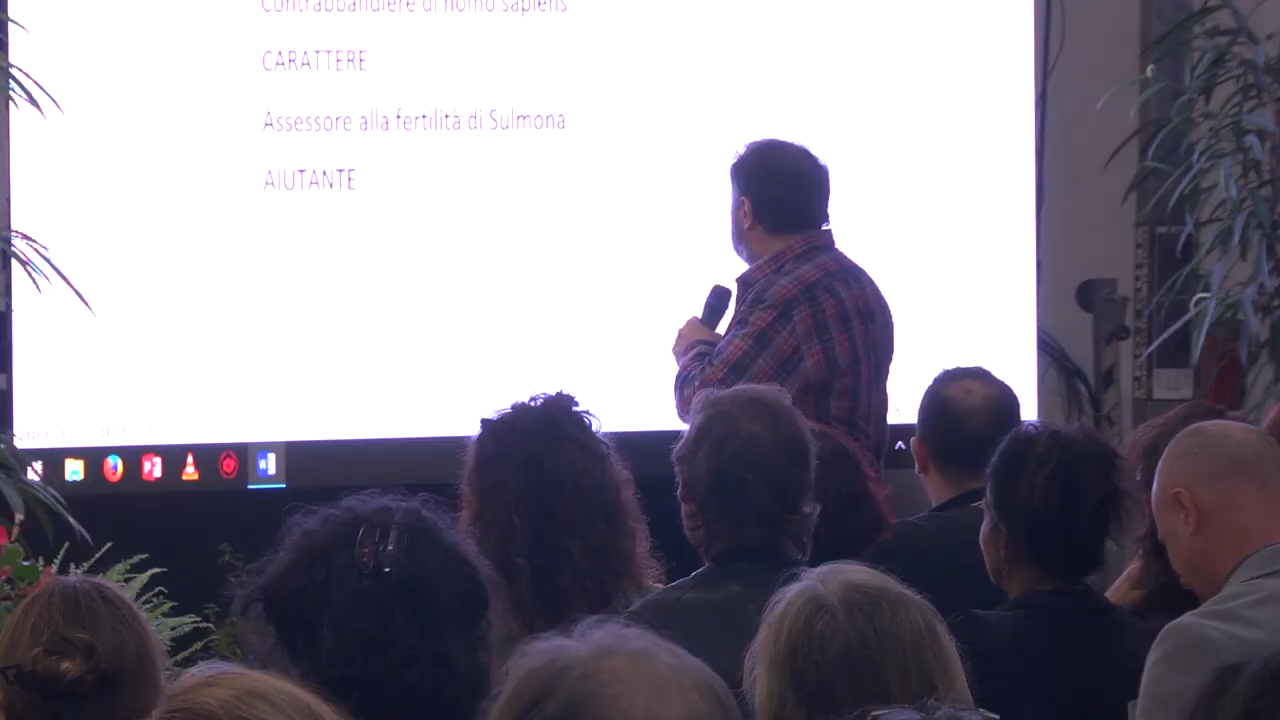 Contrabbandiere di homo sapiens
CARATTERE
Assessore alla fertilità di Sulmona
AIUTANTE